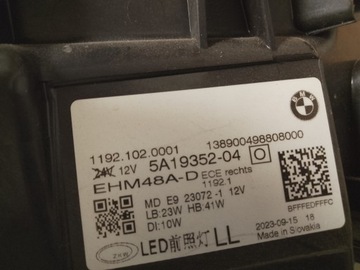 BMW
1192.102.0001
138900498808000
24V 12V 5A19352-04
EHM48A-D ECE rechts
1192.1
MD E9 23072-1 12V
LB:23W HB:41W
DI:10W
BFFFEDFFFC
LED前照灯 LL
2023-09-15 18
Made in Slovakia